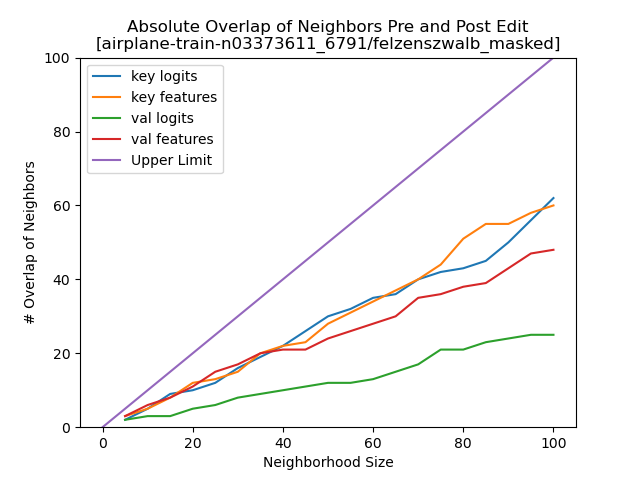 Absolute Overlap of Neighbors Pre and Post Edit
[airplane-train-n03373611_6791/felzenszwalb_masked]
key logits
key features
val logits
val features
Upper Limit
# Overlap of Neighbors
100
80
60
40
20
0
0 20 40 60 80 100
Neighborhood Size